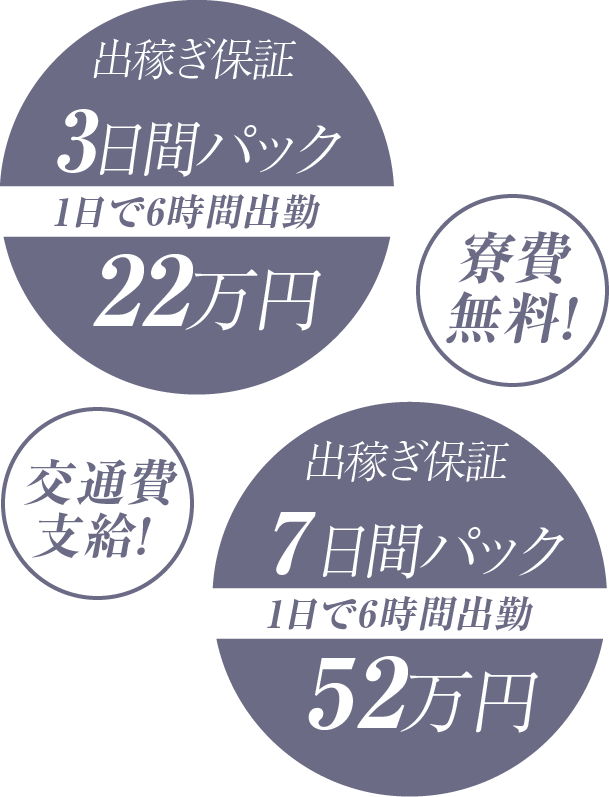 出稼ぎ保証
3日間パック
1日で6時間出勤
22万円
寮費
無料!
交通費
支給!
出稼ぎ保証
7日間パック
1日で6時間出勤
52万円